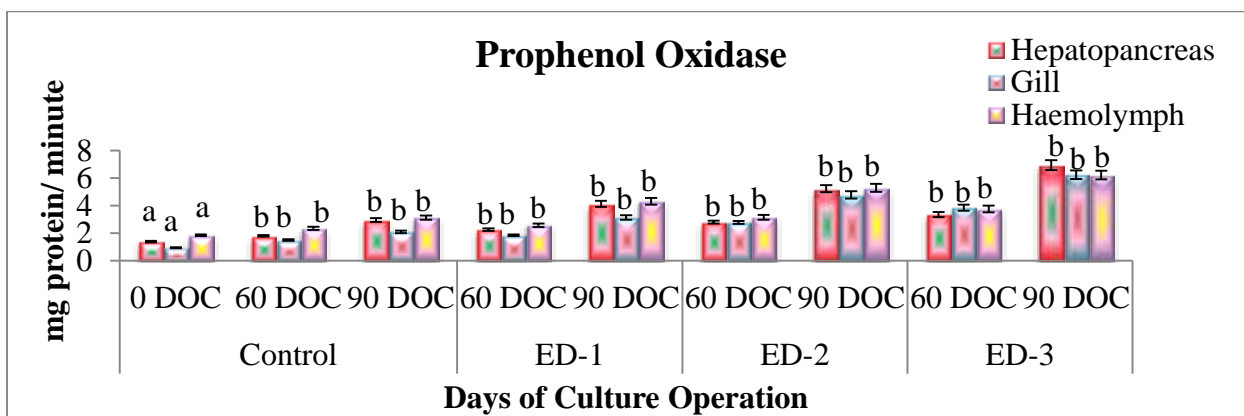 Prophenol Oxidase
Hepatopancreas
Gill
Haemolymph
mg protein/ minute
8
6
4
2
0
a a a
b b b
b b b
b b b
b b b
b b b
b b b
b b b
b b b
0 DOC 60 DOC 90 DOC 60 DOC 90 DOC 60 DOC 90 DOC 60 DOC 90 DOC
Control ED-1 ED-2 ED-3
Days of Culture Operation